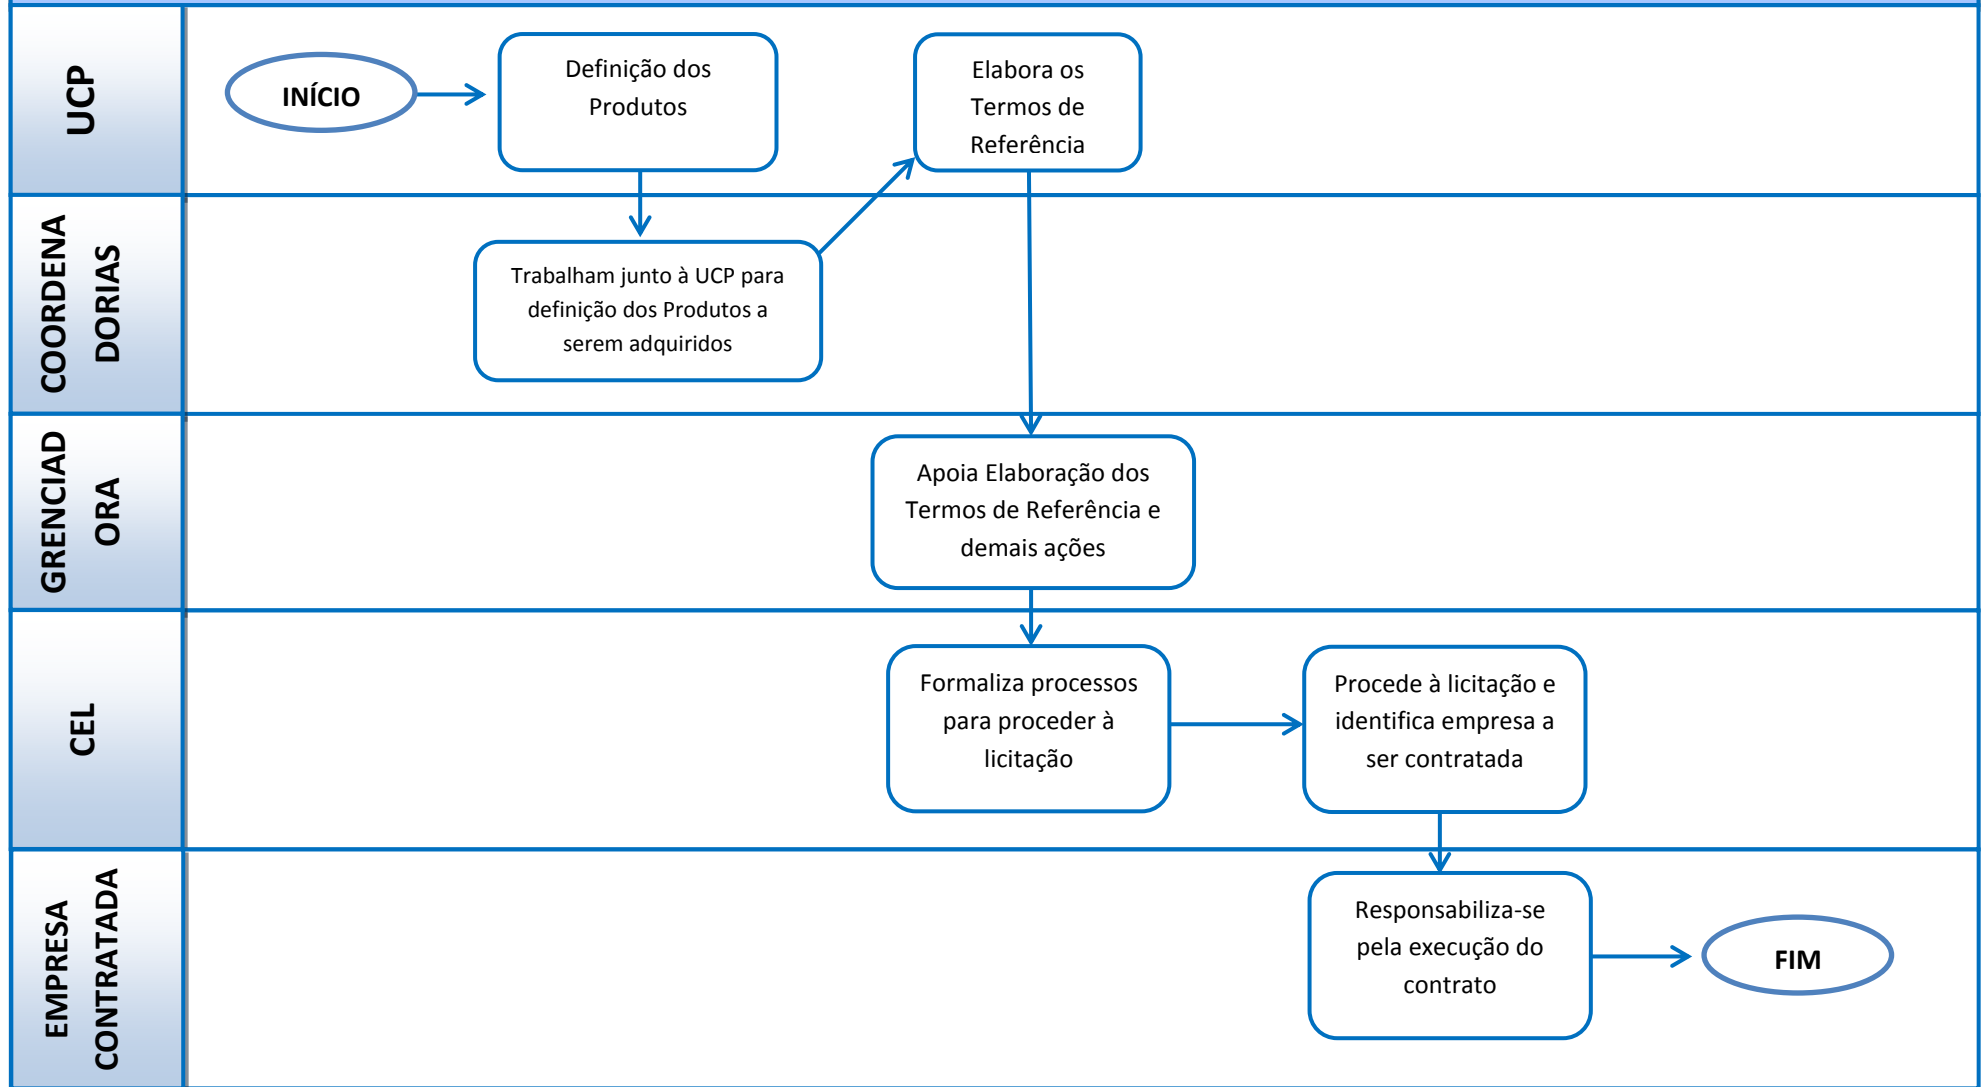 UCP
INÍCIO
Definição dos
Produtos
Elabora os
Termos de
Referência
COORDENA
DORIAS
Trabalham junto à UCP para
definição dos Produtos a
serem adquiridos
GRENCIAD
ORA
Apoia Elaboração dos
Termos de Referência e
demais ações
CEL
Formaliza processos
para proceder à
licitação
Procede à licitação e
identifica empresa a
ser contratada
EMPRESA
CONTRATADA
Responsabiliza-se
pela execução do
contrato
FIM